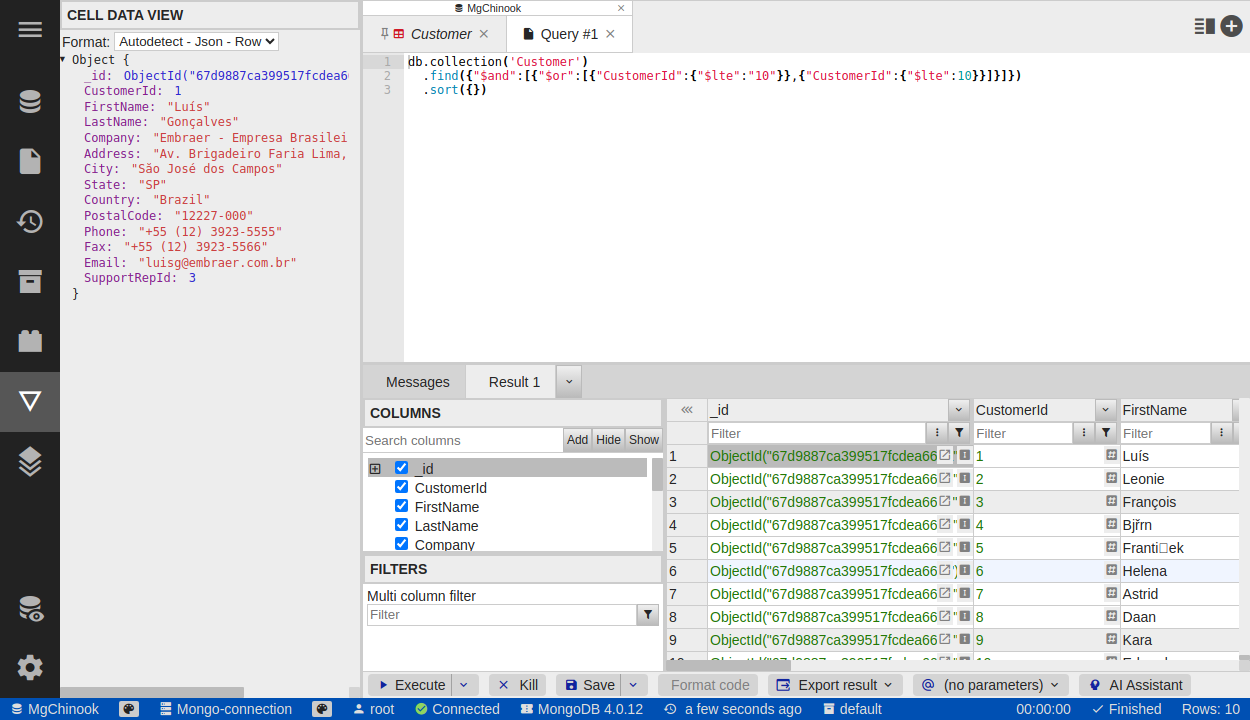 CELL DATA VIEW
Format: Autodetect - Json - Row
Object {
_id: ObjectId("67d9887ca399517fcdea6
CustomerId: 1
FirstName: "Luís"
LastName: "Gonçalves"
Company: "Embraer - Empresa Brasilei
Address: "Av. Brigadeiro Faria Lima,
City: "São José dos Campos"
State: "SP"
Country: "Brazil"
PostalCode: "12227-000"
Phone: "+55 (12) 3923-5555"
Fax: "+55 (12) 3923-5566"
Email: "luisg@embraer.com.br"
SupportRepId: 3
}
MgChinook
Customer
Query #1
1 db.collection('Customer')
2 .find({"$and":[{"$or":[{"CustomerId":{"$lte":"10"}},{"CustomerId":{"$lte":10}}]}]})
3 .sort({})
Messages
Result 1
COLUMNS
Search columns Add Hide Show
_id
CustomerId
FirstName
LastName
Company
FILTERS
Multi column filter
Filter
_id CustomerId FirstName
Filter Filter Filter
1 ObjectId("67d9887ca399517fcdea66 1 Luís
2 ObjectId("67d9887ca399517fcdea66 2 Leonie
3 ObjectId("67d9887ca399517fcdea66 3 François
4 ObjectId("67d9887ca399517fcdea66 4 Bjřrn
5 ObjectId("67d9887ca399517fcdea66 5 Franti□ek
6 ObjectId("67d9887ca399517fcdea66 6 Helena
7 ObjectId("67d9887ca399517fcdea66 7 Astrid
8 ObjectId("67d9887ca399517fcdea66 8 Daan
9 ObjectId("67d9887ca399517fcdea66 9 Kara
Execute Kill Save Format code Export result (no parameters) AI Assistant
MgChinook Mongo-connection root Connected MongoDB 4.0.12 a few seconds ago default 00:00:00 Finished Rows: 10